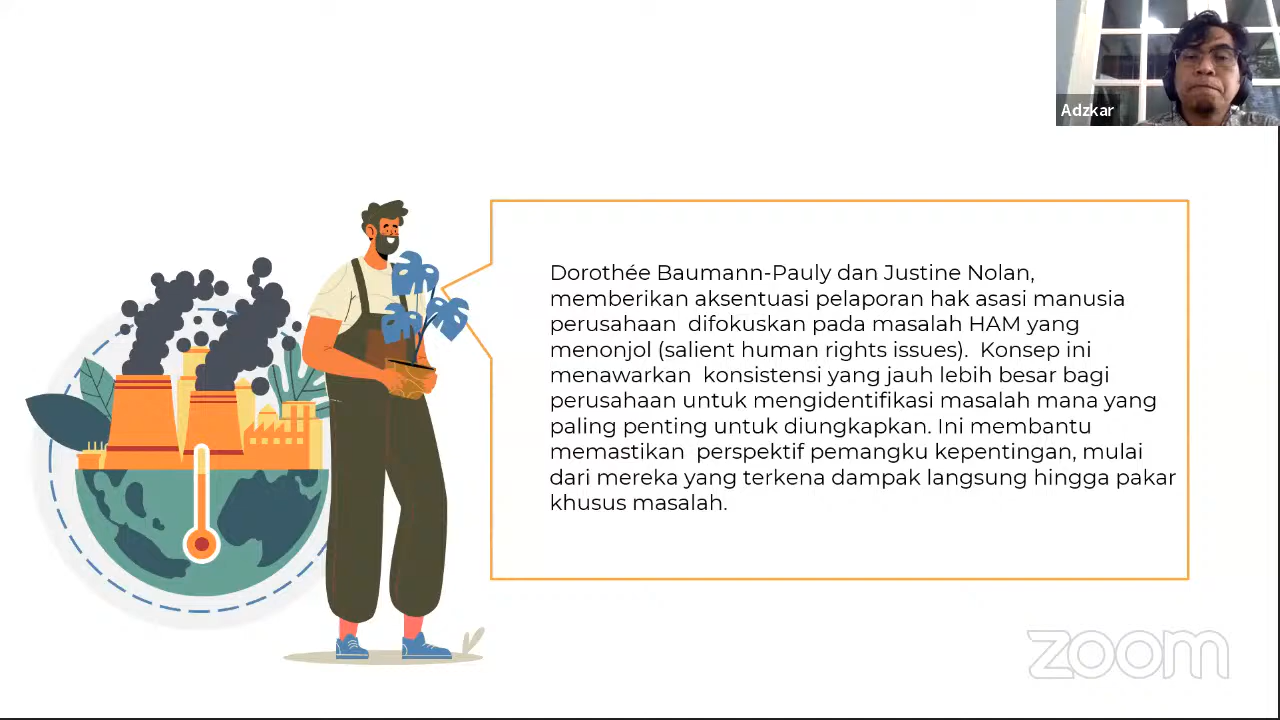 Adzkar
Dorothée Baumann-Pauly dan Justine Nolan,
memberikan aksentuasi pelaporan hak asasi manusia
perusahaan difokuskan pada masalah HAM yang
menonjol (salient human rights issues). Konsep ini
menawarkan konsistensi yang jauh lebih besar bagi
perusahaan untuk mengidentifikasi masalah mana yang
paling penting untuk diungkapkan. Ini membantu
memastikan perspektif pemangku kepentingan, mulai
dari mereka yang terkena dampak langsung hingga pakar
khusus masalah.
zoom